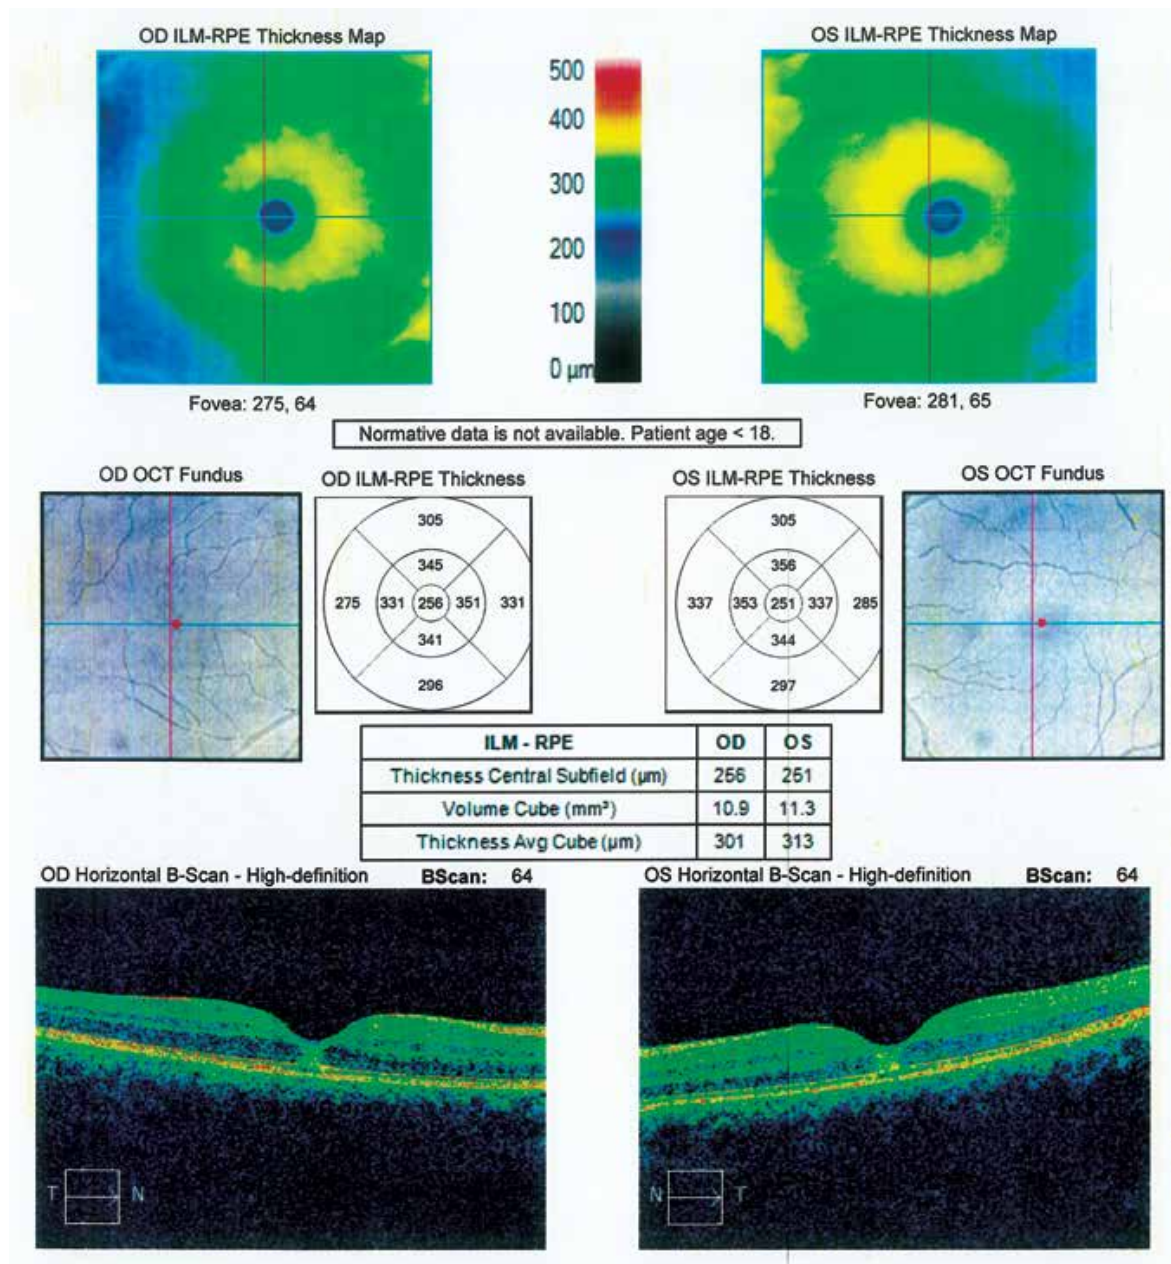 OD ILM-RPE Thickness Map
OS ILM-RPE Thickness Map
500
400
300
200
100
0 µm
Fovea: 275, 64
Fovea: 281, 65
Normative data is not available. Patient age < 18.
OD OCT Fundus
OD ILM-RPE Thickness
OS ILM-RPE Thickness
OS OCT Fundus
305
345
275 331 256 351 331
341
296
305
356
337 353 251 337 285
344
297
ILM - RPE OD OS
Thickness Central Subfield (µm) 256 251
Volume Cube (mm³) 10.9 11.3
Thickness Avg Cube (µm) 301 313
OD Horizontal B-Scan - High-definition BScan: 64
OS Horizontal B-Scan - High-definition BScan: 64
T N
N T